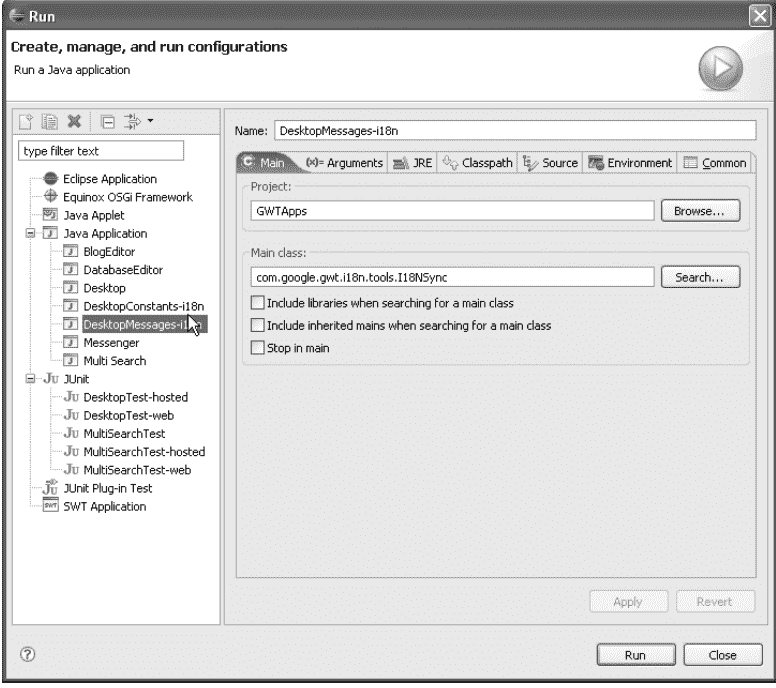 Run
Create, manage, and run configurations
Run a Java application
type filter text
Eclipse Application
Equinox OSGi Framework
Java Applet
Java Application
BlogEditor
DatabaseEditor
Desktop
DesktopConstants-i18n
DesktopMessages-i18n
Messenger
Multi Search
JUnit
DesktopTest-hosted
DesktopTest-web
MultiSearchTest
MultiSearchTest-hosted
MultiSearchTest-web
JUnit Plug-in Test
SWT Application
Name: DesktopMessages-i18n
Main (x)= Arguments JRE Classpath Source Environment Common
Project:
GWTApps Browse...
Main class:
com.google.gwt.i18n.tools.I18NSync Search...
Include libraries when searching for a main class
Include inherited mains when searching for a main class
Stop in main
Apply Revert
Run Close